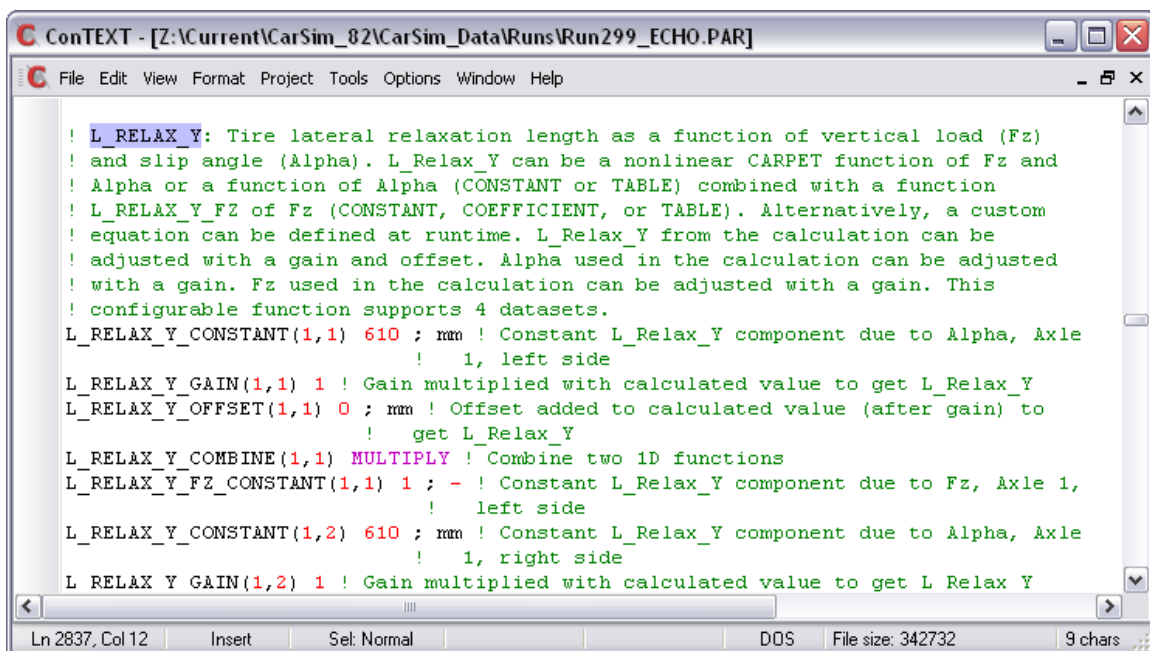 ConTEXT - [Z:\Current\CarSim_82\CarSim_Data\Runs\Run299_ECHO.PAR]
File Edit View Format Project Tools Options Window Help
! L_RELAX_Y: Tire lateral relaxation length as a function of vertical load (Fz)
! and slip angle (Alpha). L_Relax_Y can be a nonlinear CARPET function of Fz and
! Alpha or a function of Alpha (CONSTANT or TABLE) combined with a function
! L_RELAX_Y_FZ of Fz (CONSTANT, COEFFICIENT, or TABLE). Alternatively, a custom
! equation can be defined at runtime. L_Relax_Y from the calculation can be
! adjusted with a gain and offset. Alpha used in the calculation can be adjusted
! with a gain. Fz used in the calculation can be adjusted with a gain. This
! configurable function supports 4 datasets.
L_RELAX_Y_CONSTANT(1,1) 610 ; mm ! Constant L_Relax_Y component due to Alpha, Axle
! 1, left side
L_RELAX_Y_GAIN(1,1) 1 ! Gain multiplied with calculated value to get L_Relax_Y
L_RELAX_Y_OFFSET(1,1) 0 ; mm ! Offset added to calculated value (after gain) to
! get L_Relax_Y
L_RELAX_Y_COMBINE(1,1) MULTIPLY ! Combine two 1D functions
L_RELAX_Y_FZ_CONSTANT(1,1) 1 ; - ! Constant L_Relax_Y component due to Fz, Axle 1,
! left side
L_RELAX_Y_CONSTANT(1,2) 610 ; mm ! Constant L_Relax_Y component due to Alpha, Axle
! 1, right side
L_RELAX_Y_GAIN(1,2) 1 ! Gain multiplied with calculated value to get L_Relax_Y
Ln 2837, Col 12 Insert Sel: Normal DOS File size: 342732 9 chars